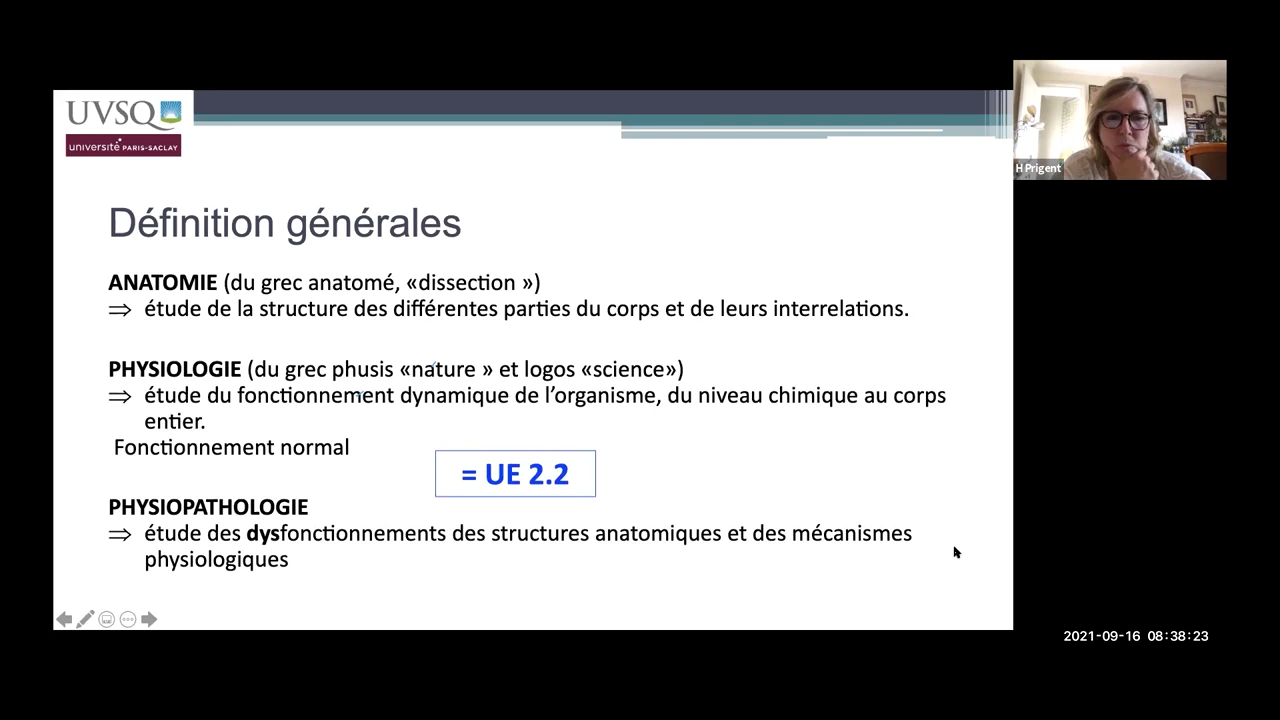 UVSQ
université PARIS-SACLAY
H Prigent
Définition générales
ANATOMIE (du grec anatomé, «dissection »)
⇒ étude de la structure des différentes parties du corps et de leurs interrelations.
PHYSIOLOGIE (du grec phusis «nature » et logos «science»)
⇒ étude du fonctionnement dynamique de l’organisme, du niveau chimique au corps
entier.
Fonctionnement normal
= UE 2.2
PHYSIOPATHOLOGIE
⇒ étude des dysfonctionnements des structures anatomiques et des mécanismes
physiologiques
2021-09-16 08:38:23